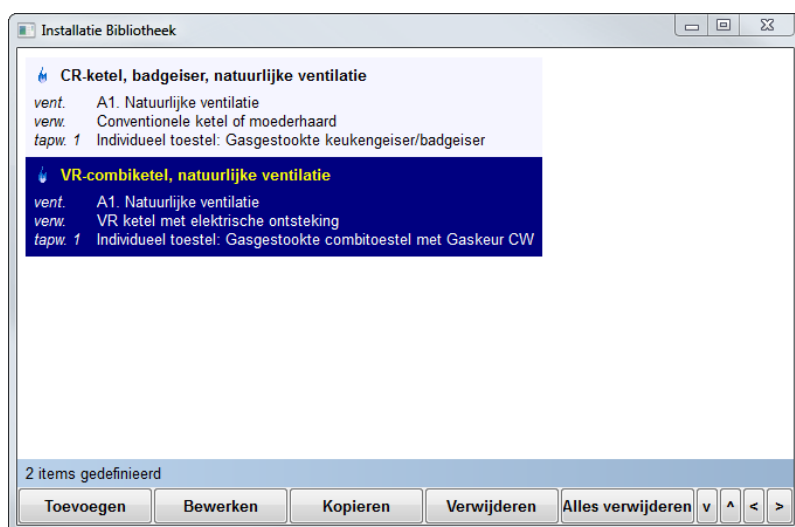 Installatie Bibliotheek
CR-ketel, badgeiser, natuurlijke ventilatie
vent. A1. Natuurlijke ventilatie
verw. Conventionele ketel of moederhaard
tapw. 1 Individueel toestel: Gasgestookte keukengeiser/badgeiser
VR-combiketel, natuurlijke ventilatie
vent. A1. Natuurlijke ventilatie
verw. VR ketel met elektrische ontsteking
tapw. 1 Individueel toestel: Gasgestookte combitoestel met Gaskeur CW
2 items gedefinieerd
Toevoegen Bewerken Kopieren Verwijderen Alles verwijderen v ^ < >